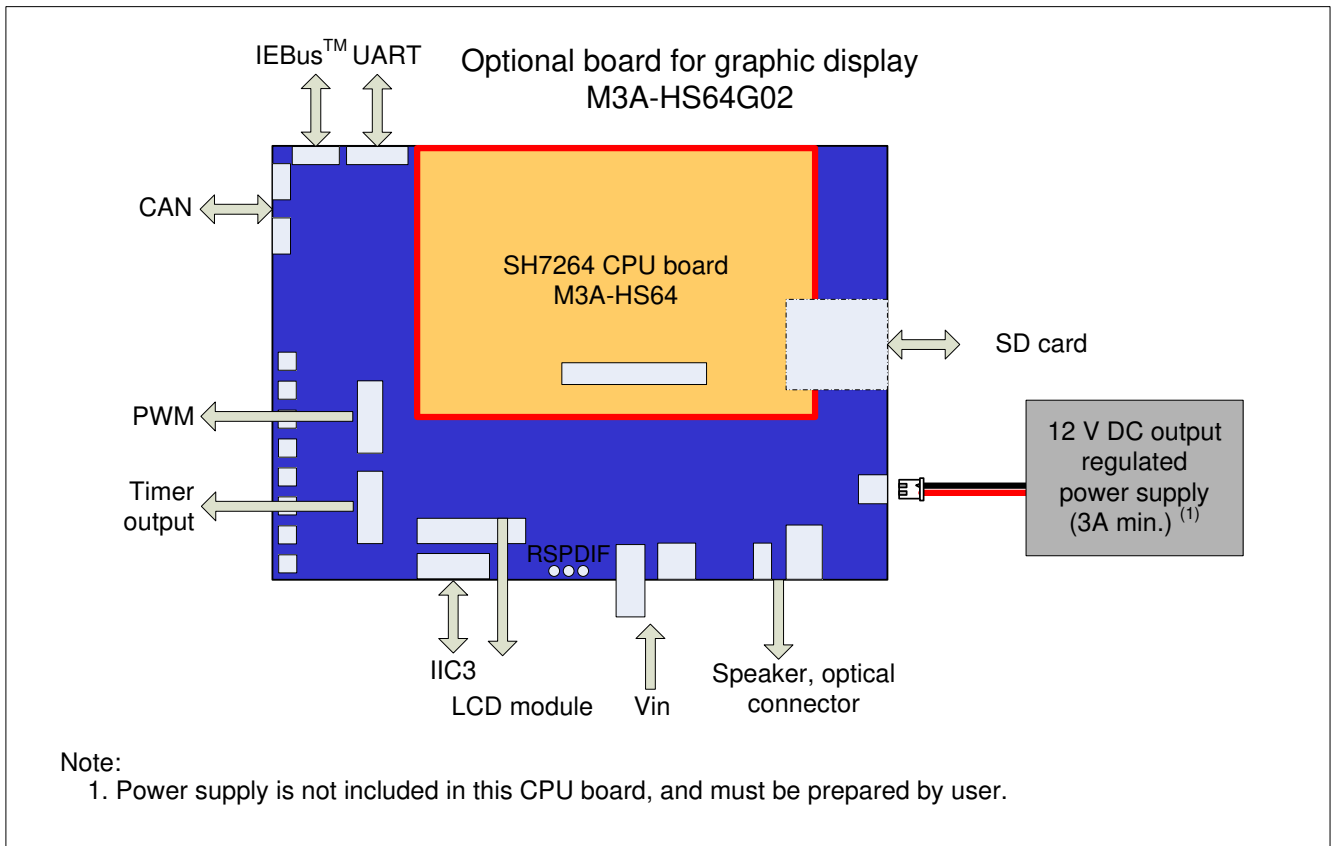 IEBus™ UART
Optional board for graphic display
M3A-HS64G02
CAN
SH7264 CPU board
M3A-HS64
SD card
PWM
12 V DC output
regulated
power supply
(3A min.) (1)
Timer
output
RSPDIF
IIC3
LCD module
Vin
Speaker, optical
connector
Note:
1. Power supply is not included in this CPU board, and must be prepared by user.